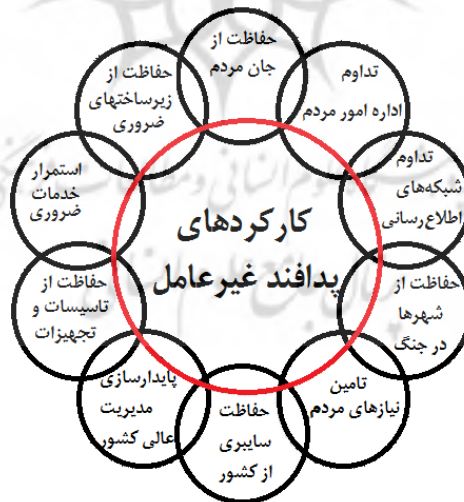 کارکردهای
پدافند غیرعامل
حفاظت از
جان مردم
تداوم
اداره امور مردم
تداوم
شبکه‌های
اطلاع‌رسانی
حفاظت از
شهرها
در جنگ
تامین
نیازهای مردم
حفاظت
سایبری
از کشور
پایدارسازی
مدیریت
عالی کشور
حفاظت از
تاسیسات و
تجهیزات
استمرار
خدمات
ضروری
حفاظت از
زیرساختهای
ضروری